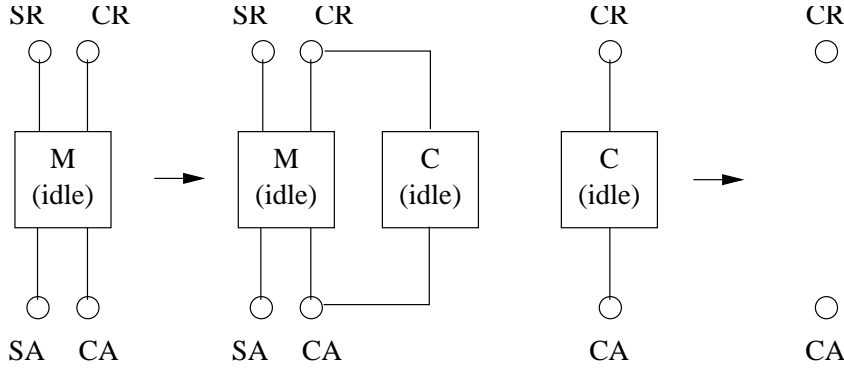 SR CR SR CR CR CR
M M C C
(idle) (idle) (idle) (idle)
SA CA SA CA CA CA